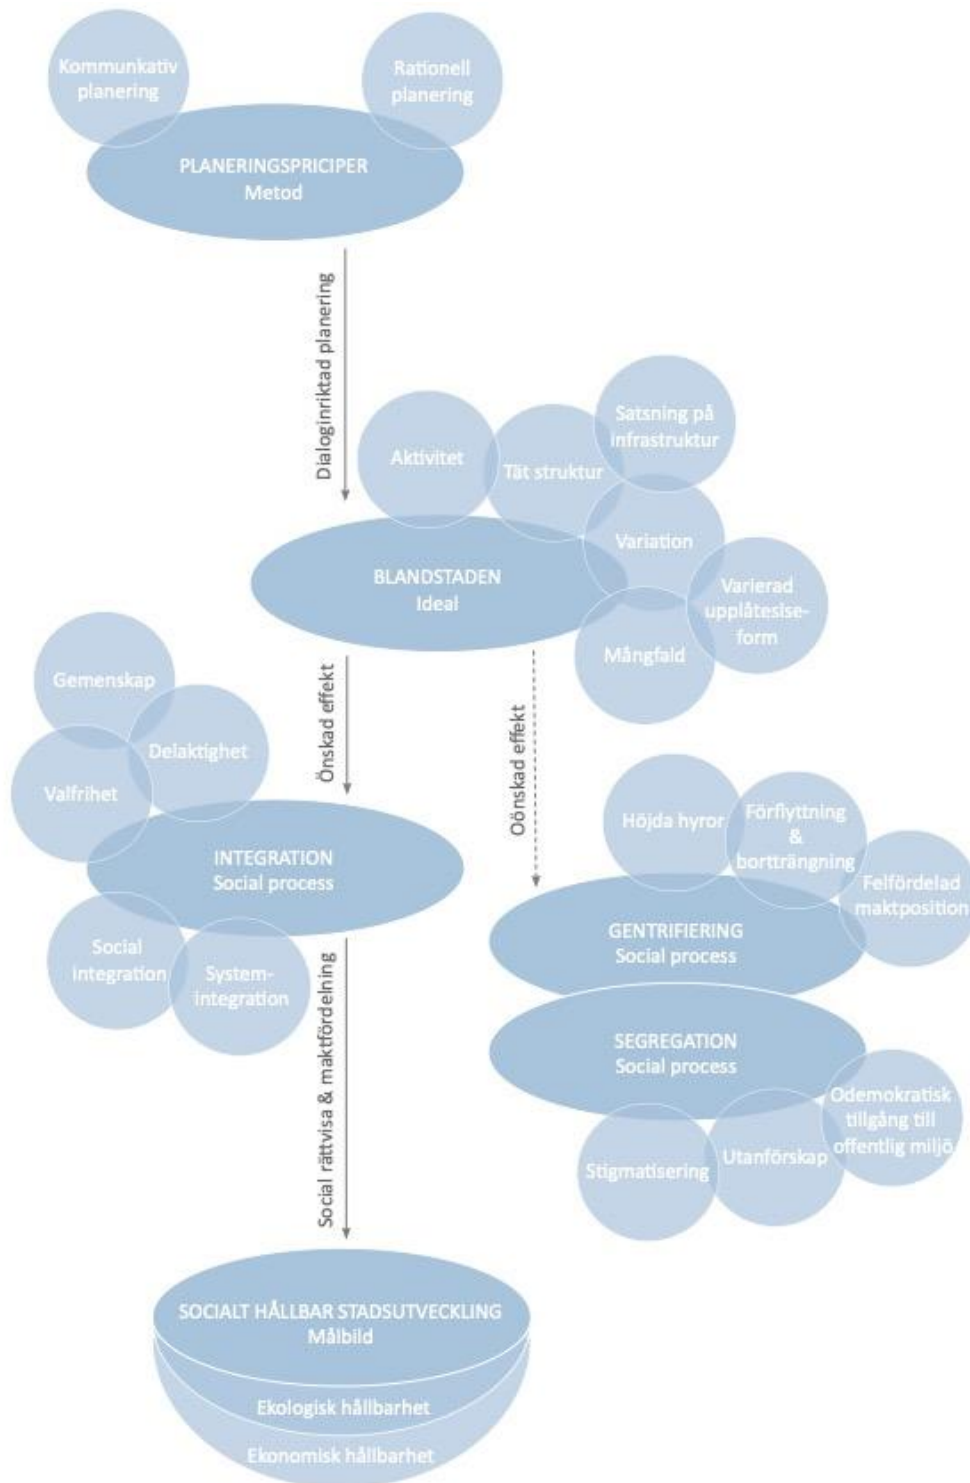 Kommunkativ
planering
Rationell
planering
PLANERINGSPRICIPER
Metod
Dialoginriktad planering
Aktivitet
Tät struktur
Satsning på
infrastruktur
Variation
Varierad
upplåtesise-
form
Mångfald
BLANDSTADEN
Ideal
Önskad effekt
Oönskad effekt
Gemenskap
Delaktighet
Valfrihet
INTEGRATION
Social process
Social
integration
System-
integration
Höjda hyror
Förflyttning
&
bortträngning
Felfördelad
maktposition
GENTRIFIERING
Social process
SEGREGATION
Social process
Stigmatisering
Utanförskap
Odemokratisk
tillgång till
offentlig miljö
Social rättvisa & maktfördelning
SOCIALT HÅLLBAR STADSUTVECKLING
Målbild
Ekologisk hållbarhet
Ekonomisk hållbarhet